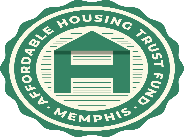 AFFORDABLE HOUSING TRUST FUND
· MEMPHIS ·